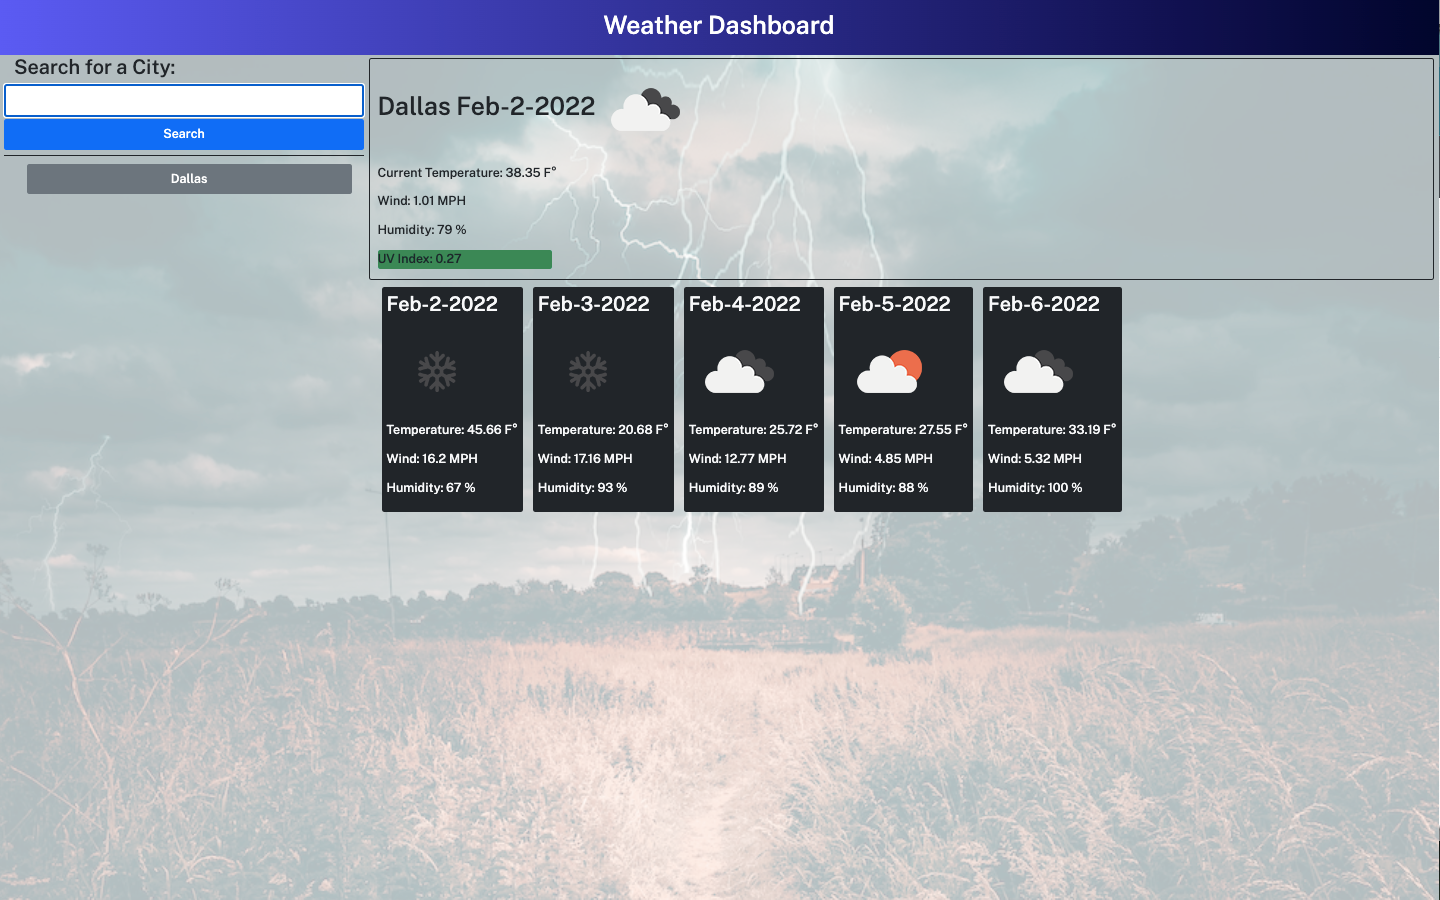 Weather Dashboard
Search for a City:
Search
Dallas
Dallas Feb-2-2022
Current Temperature: 38.35 F°
Wind: 1.01 MPH
Humidity: 79 %
UV Index: 0.27
Feb-2-2022
Temperature: 45.66 F°
Wind: 16.2 MPH
Humidity: 67 %
Feb-3-2022
Temperature: 20.68 F°
Wind: 17.16 MPH
Humidity: 93 %
Feb-4-2022
Temperature: 25.72 F°
Wind: 12.77 MPH
Humidity: 89 %
Feb-5-2022
Temperature: 27.55 F°
Wind: 4.85 MPH
Humidity: 88 %
Feb-6-2022
Temperature: 33.19 F°
Wind: 5.32 MPH
Humidity: 100 %